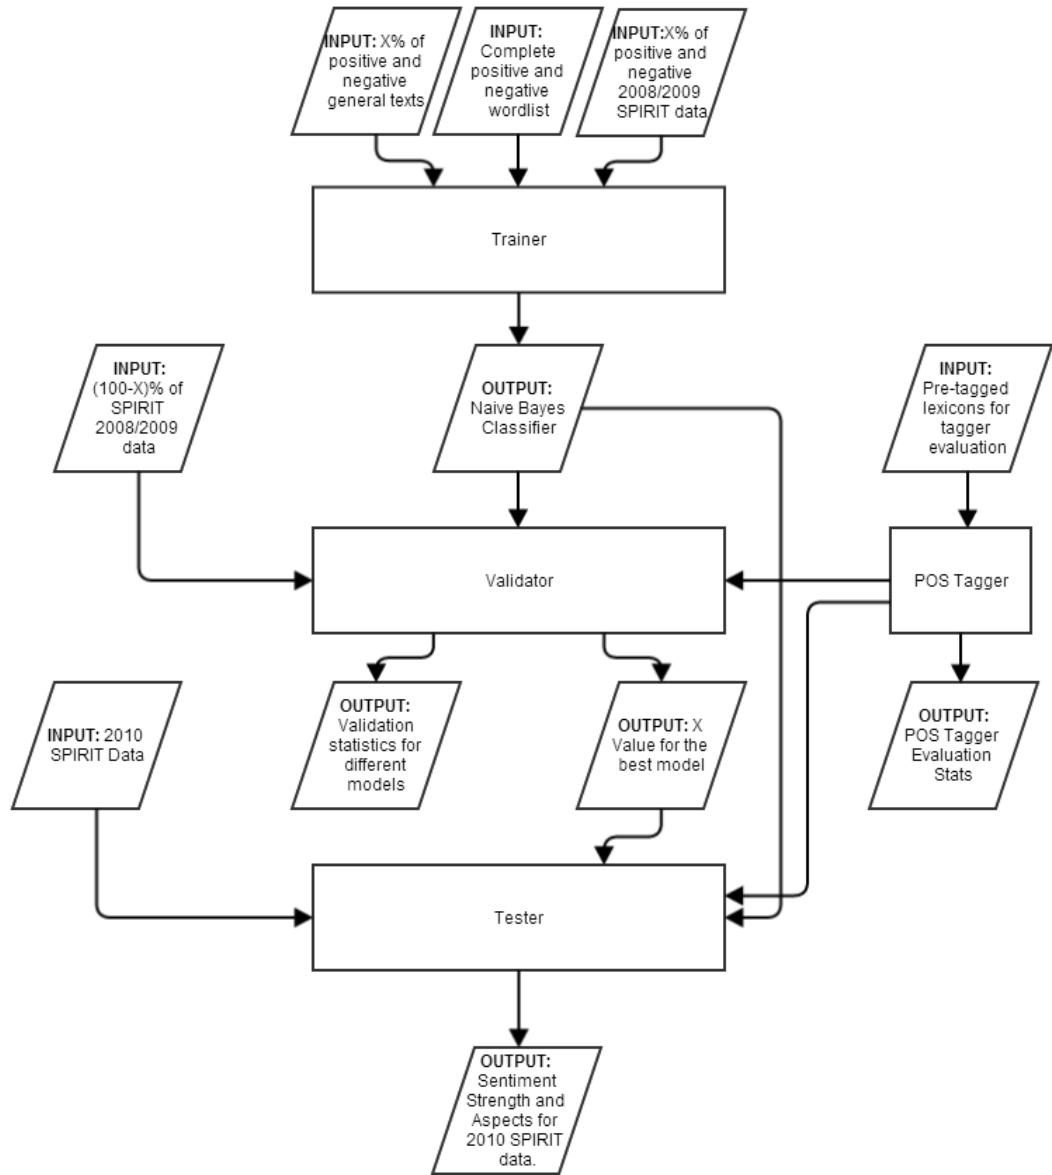 INPUT: X% of
positive and
negative
general texts
INPUT:
Complete
positive and
negative
wordlist
INPUT:X% of
positive and
negative
2008/2009
SPIRIT data
Trainer
INPUT:
(100-X)% of
SPIRIT
2008/2009
data
OUTPUT:
Naive Bayes
Classifier
INPUT:
Pre-tagged
lexicons for
tagger
evaluation
Validator
POS Tagger
INPUT: 2010
SPIRIT Data
OUTPUT:
Validation
statistics for
different
models
OUTPUT: X
Value for the
best model
OUTPUT:
POS Tagger
Evaluation
Stats
Tester
OUTPUT:
Sentiment
Strength and
Aspects for
2010 SPIRIT
data.